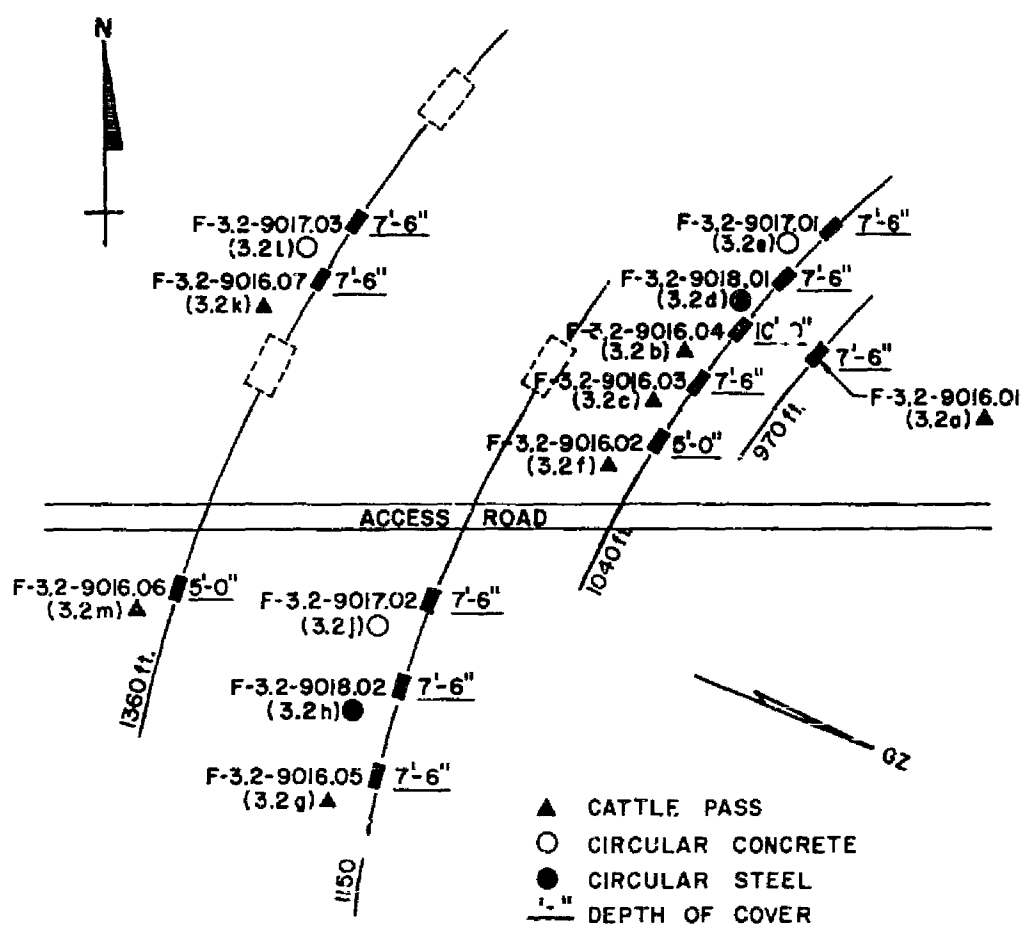 N
F-3.2-9017.03
7'-6"
(3.2l)
F-3.2-9016.07
7'-6"
(3.2k)
F-3.2-9017.01
7'-6"
(3.2e)
F-3.2-9018.01
7'-6"
(3.2d)
F-3.2-9016.04
(3.2b)
7'-6"
F-3.2-9016.03
7'-6"
(3.2c)
F-3.2-9016.01
(3.2a)
970 ft.
F-3.2-9016.02
5'-0"
(3.2f)
ACCESS ROAD
1040 ft.
F-3.2-9016.06
5'-0"
(3.2m)
F-3.2-9017.02
7'-6"
(3.2j)
1360 ft.
F-3.2-9018.02
7'-6"
(3.2h)
GZ
F-3.2-9016.05
7'-6"
(3.2g)
1150
CATTLE PASS
CIRCULAR CONCRETE
CIRCULAR STEEL
'-" DEPTH OF COVER